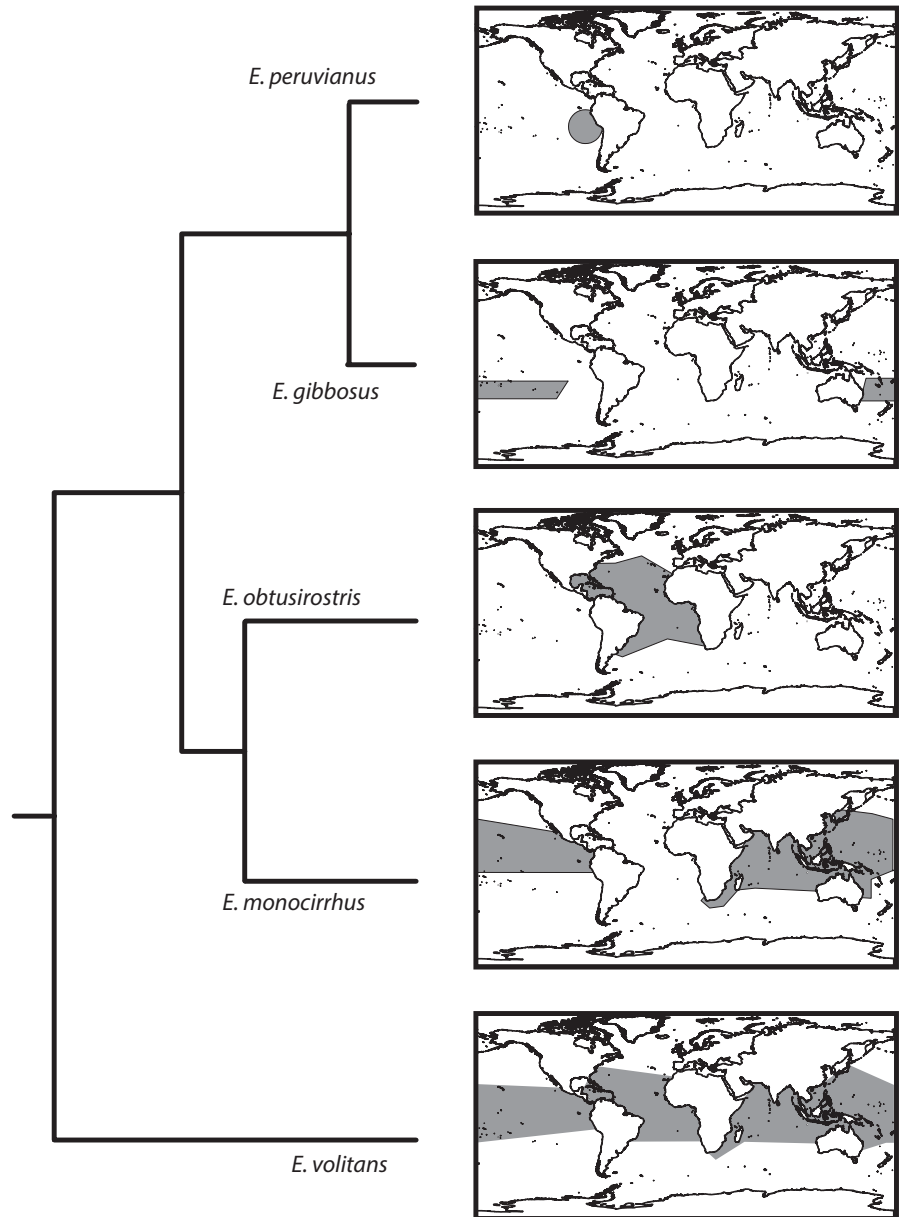 E. peruvianus
E. gibbosus
E. obtusirostris
E. monocirrhus
E. volitans